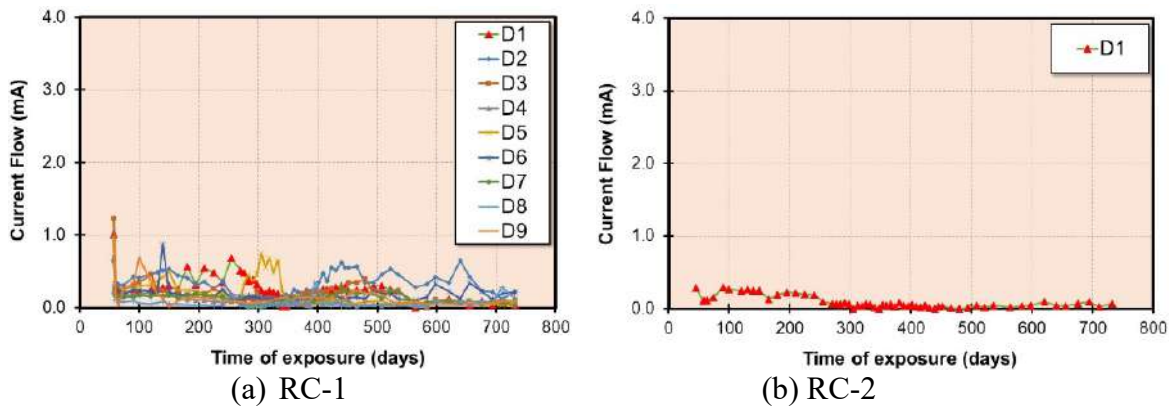 4.0
3.0
2.0
1.0
0.0
Current Flow (mA)
0 100 200 300 400 500 600 700 800
Time of exposure (days)
D1
D2
D3
D4
D5
D6
D7
D8
D9
(a) RC-1
4.0
3.0
2.0
1.0
0.0
Current Flow (mA)
0 100 200 300 400 500 600 700 800
Time of exposure (days)
D1
(b) RC-2